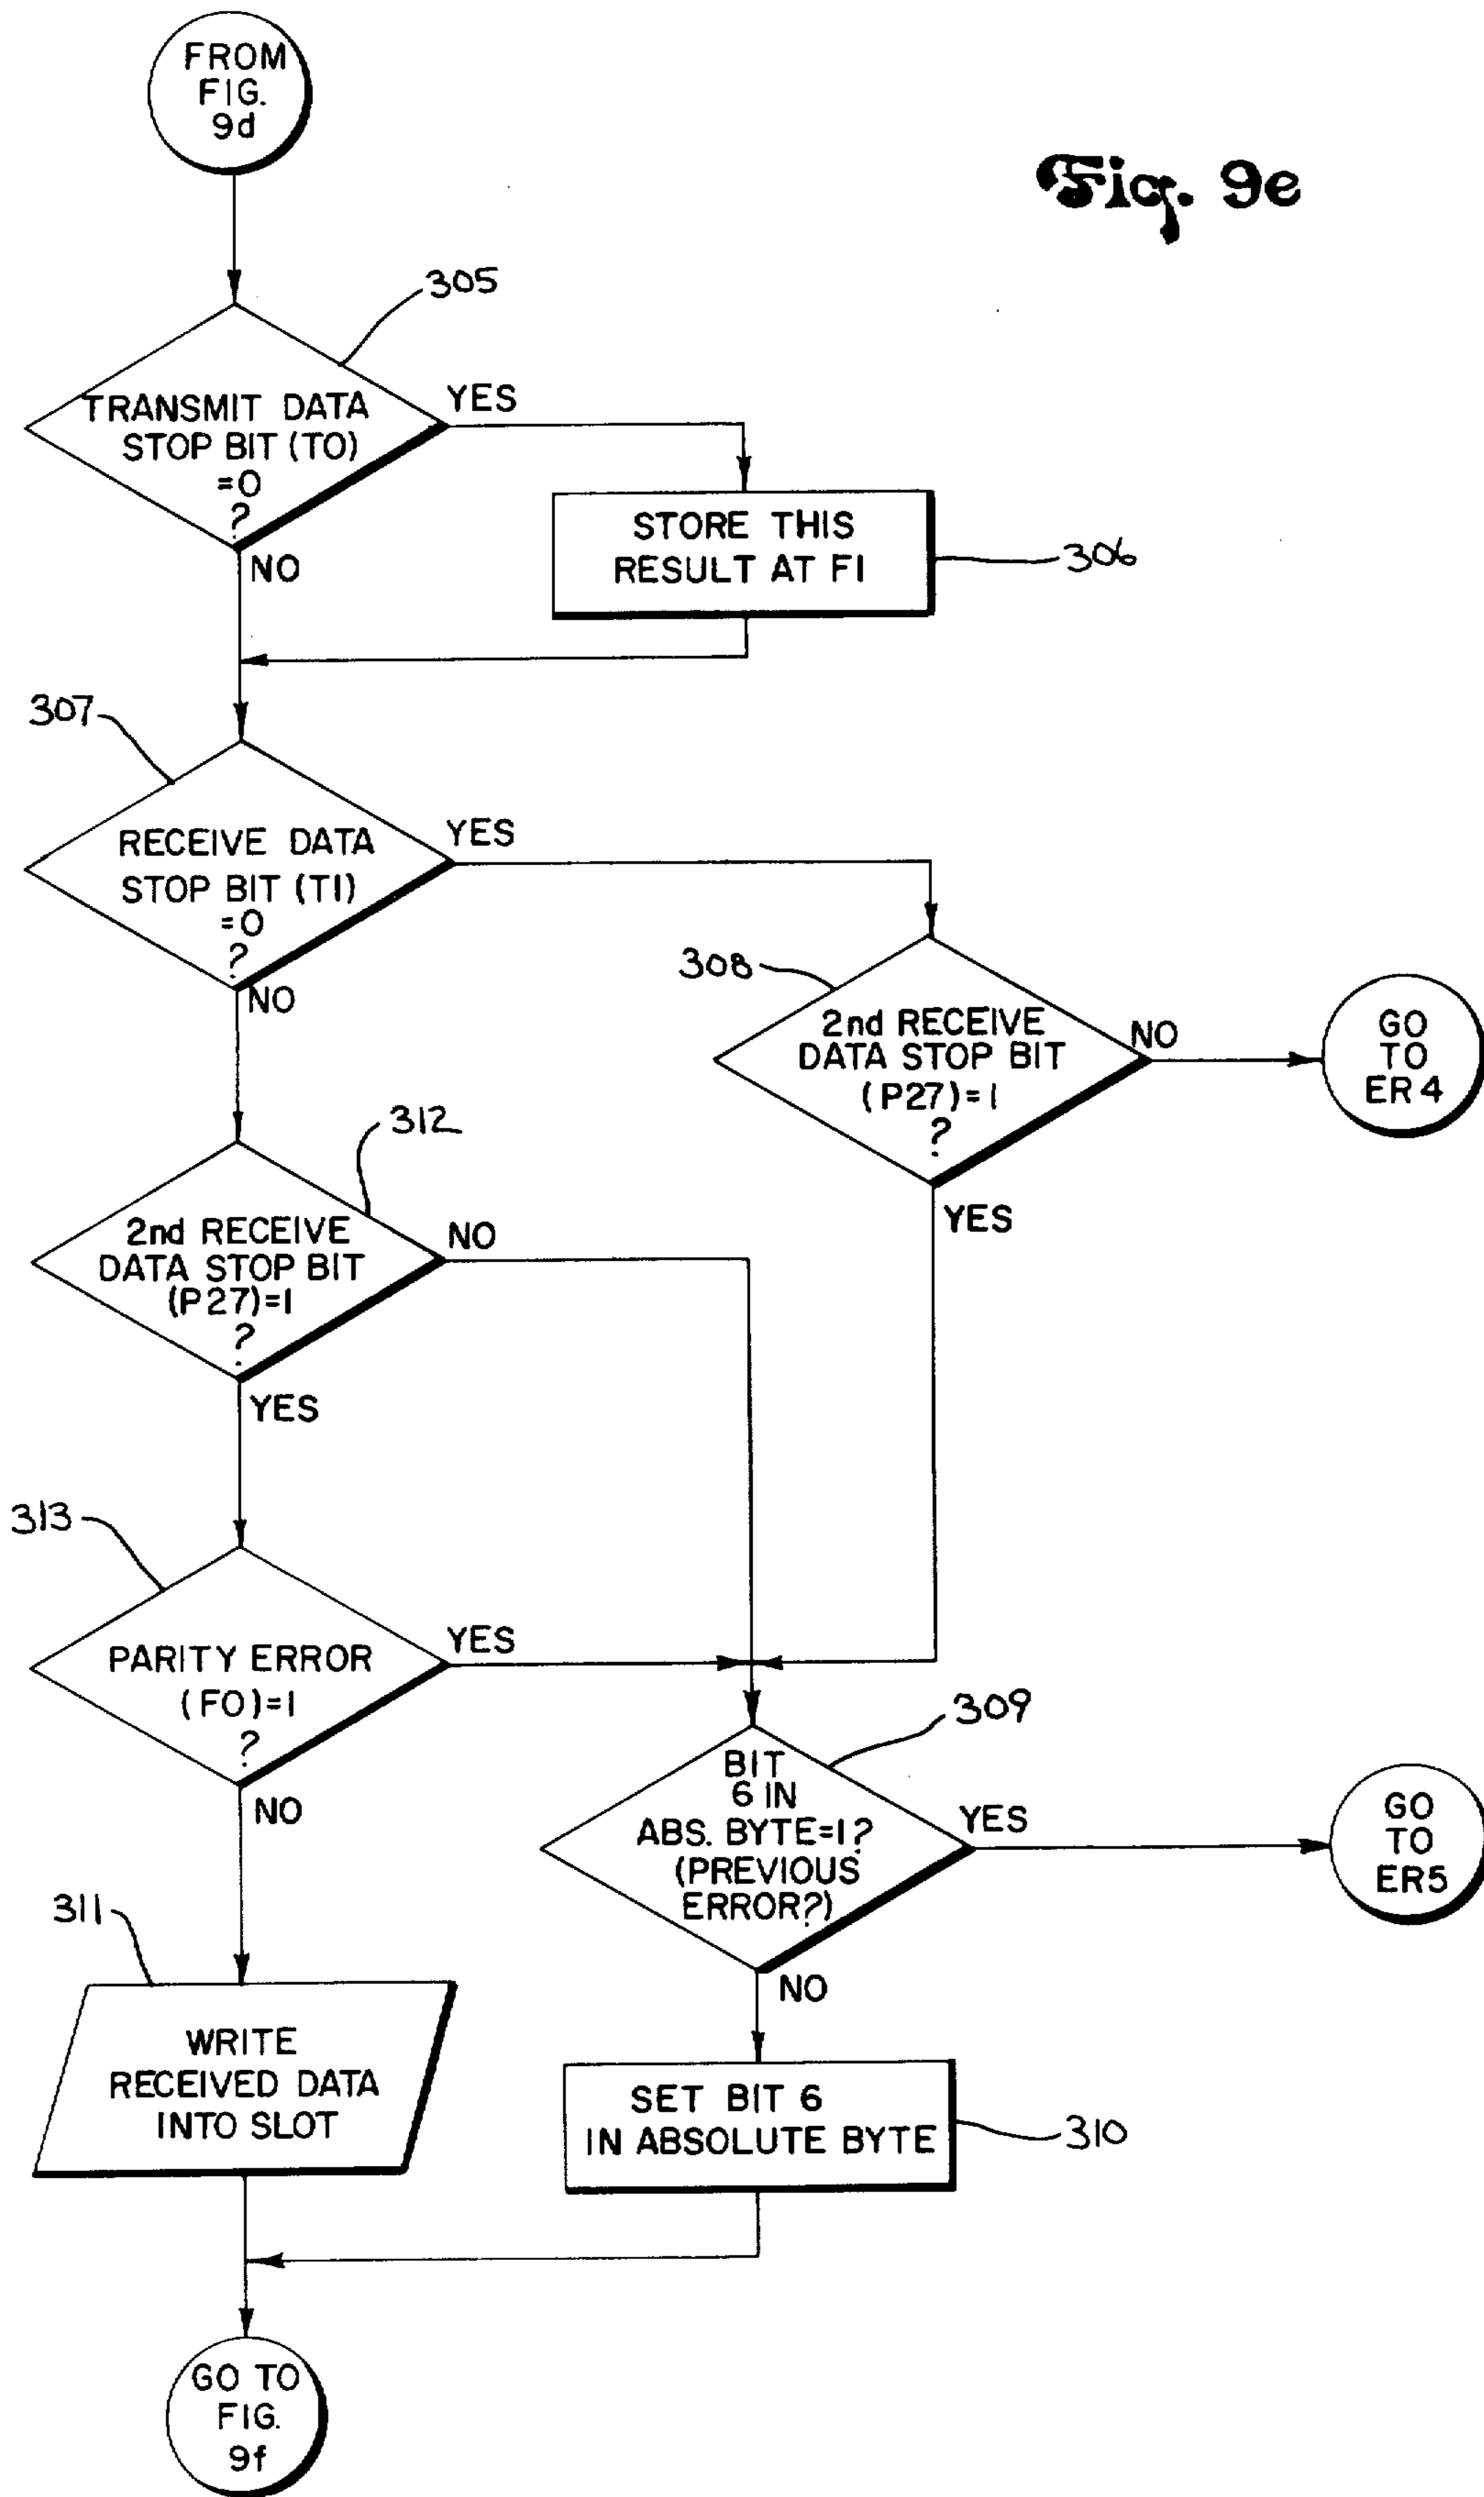 FROM
FIG.
9d
Fig. 9e
305
TRANSMIT DATA
STOP BIT (TO)
=0
?
YES
NO
STORE THIS
RESULT AT F1
306
307
RECEIVE DATA
STOP BIT (T1)
=0
?
YES
NO
308
2nd RECEIVE
DATA STOP BIT
(P27)=1
?
NO
YES
GO
TO
ER4
312
2nd RECEIVE
DATA STOP BIT
(P27)=1
?
NO
YES
313
PARITY ERROR
(FO)=1
?
YES
NO
309
BIT
6 IN
ABS. BYTE=1?
(PREVIOUS
ERROR?)
YES
NO
GO
TO
ER5
311
WRITE
RECEIVED DATA
INTO SLOT
SET BIT 6
IN ABSOLUTE BYTE
310
GO TO
FIG.
9f